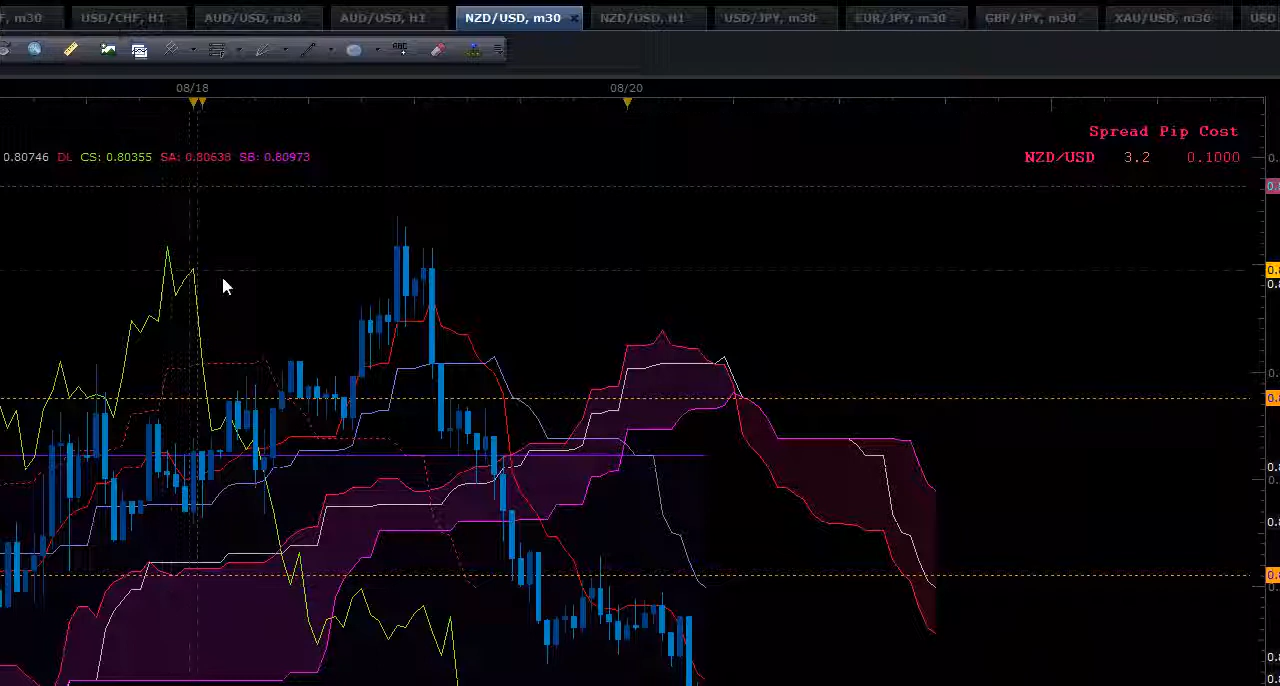 F, m30 USD/CHF, H1 AUD/USD, m30 AUD/USD, H1 NZD/USD, m30 × NZD/USD, H1 USD/JPY, m30 EUR/JPY, m30 GBP/JPY, m30 XAU/USD, m30 USO
ABC
08/18 08/20
Spread Pip Cost
0.80746 DL CS: 0.80355 SA: 0.80638 SB: 0.80973
NZD/USD 3.2 0.1000